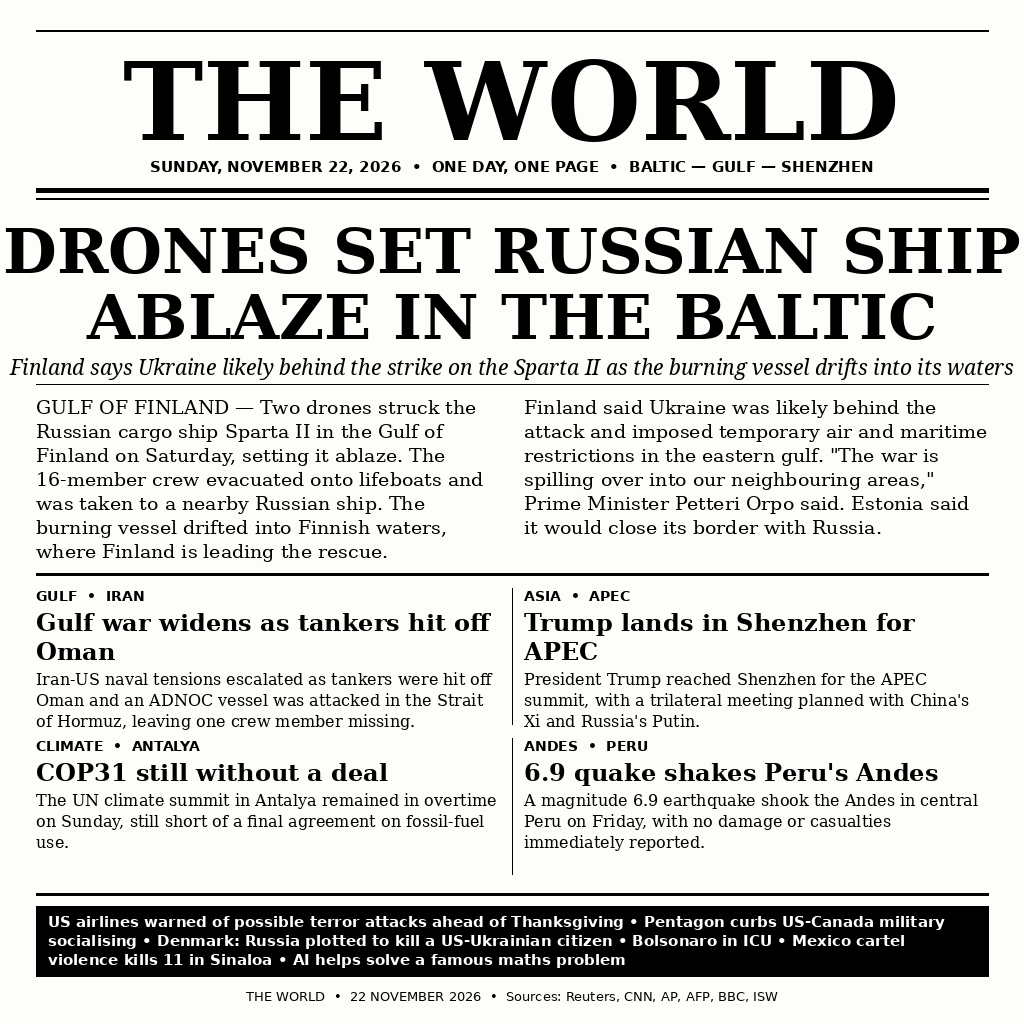 THE WORLD
SUNDAY, NOVEMBER 22, 2026 • ONE DAY, ONE PAGE • BALTIC — GULF — SHENZHEN
DRONES SET RUSSIAN SHIP
ABLAZE IN THE BALTIC
Finland says Ukraine likely behind the strike on the Sparta II as the burning vessel drifts into its waters
GULF OF FINLAND — Two drones struck the
Russian cargo ship Sparta II in the Gulf of
Finland on Saturday, setting it ablaze. The
16-member crew evacuated onto lifeboats and
was taken to a nearby Russian ship. The
burning vessel drifted into Finnish waters,
where Finland is leading the rescue.
Finland said Ukraine was likely behind the
attack and imposed temporary air and maritime
restrictions in the eastern gulf. "The war is
spilling over into our neighbouring areas,"
Prime Minister Petteri Orpo said. Estonia said
it would close its border with Russia.
GULF • IRAN
Gulf war widens as tankers hit off
Oman
Iran-US naval tensions escalated as tankers were hit off
Oman and an ADNOC vessel was attacked in the Strait
of Hormuz, leaving one crew member missing.
ASIA • APEC
Trump lands in Shenzhen for
APEC
President Trump reached Shenzhen for the APEC
summit, with a trilateral meeting planned with China's
Xi and Russia's Putin.
CLIMATE • ANTALYA
COP31 still without a deal
The UN climate summit in Antalya remained in overtime
on Sunday, still short of a final agreement on fossil-fuel
use.
ANDES • PERU
6.9 quake shakes Peru's Andes
A magnitude 6.9 earthquake shook the Andes in central
Peru on Friday, with no damage or casualties
immediately reported.
US airlines warned of possible terror attacks ahead of Thanksgiving • Pentagon curbs US-Canada military
socialising • Denmark: Russia plotted to kill a US-Ukrainian citizen • Bolsonaro in ICU • Mexico cartel
violence kills 11 in Sinaloa • AI helps solve a famous maths problem
THE WORLD • 22 NOVEMBER 2026 • Sources: Reuters, CNN, AP, AFP, BBC, ISW